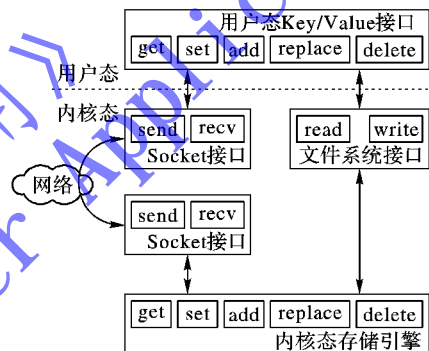 用户态Key/Value接口
get set add replace delete
用户态
内核态
send recv
Socket接口
read write
文件系统接口
网络
send recv
Socket接口
get set add replace delete
内核态存储引擎